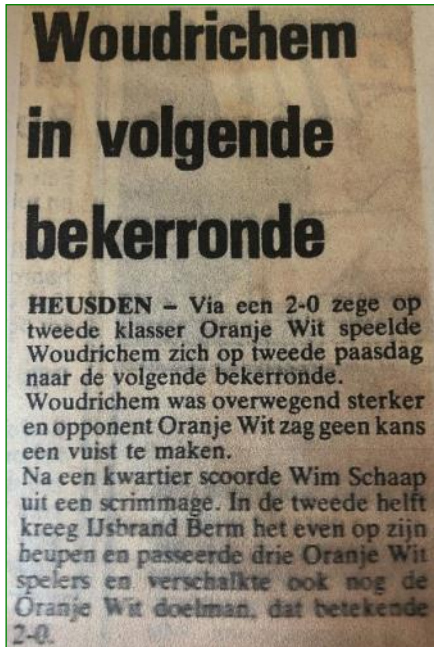 Woudrichem
in volgende
bekerronde
HEUSDEN – Via een 2-0 zege op
tweede klasser Oranje Wit speelde
Woudrichem zich op tweede paasdag
naar de volgende bekerronde.
Woudrichem was overwegend sterker
en opponent Oranje Wit zag geen kans
een vuist te maken.
Na een kwartier scoorde Wim Schaap
uit een scrimmage. In de tweede helft
kreeg IJsbrand Berm het even op zijn
heupen en passeerde drie Oranje Wit
spelers en verschalkte ook nog de
Oranje Wit doelman, dat betekende
2-0.